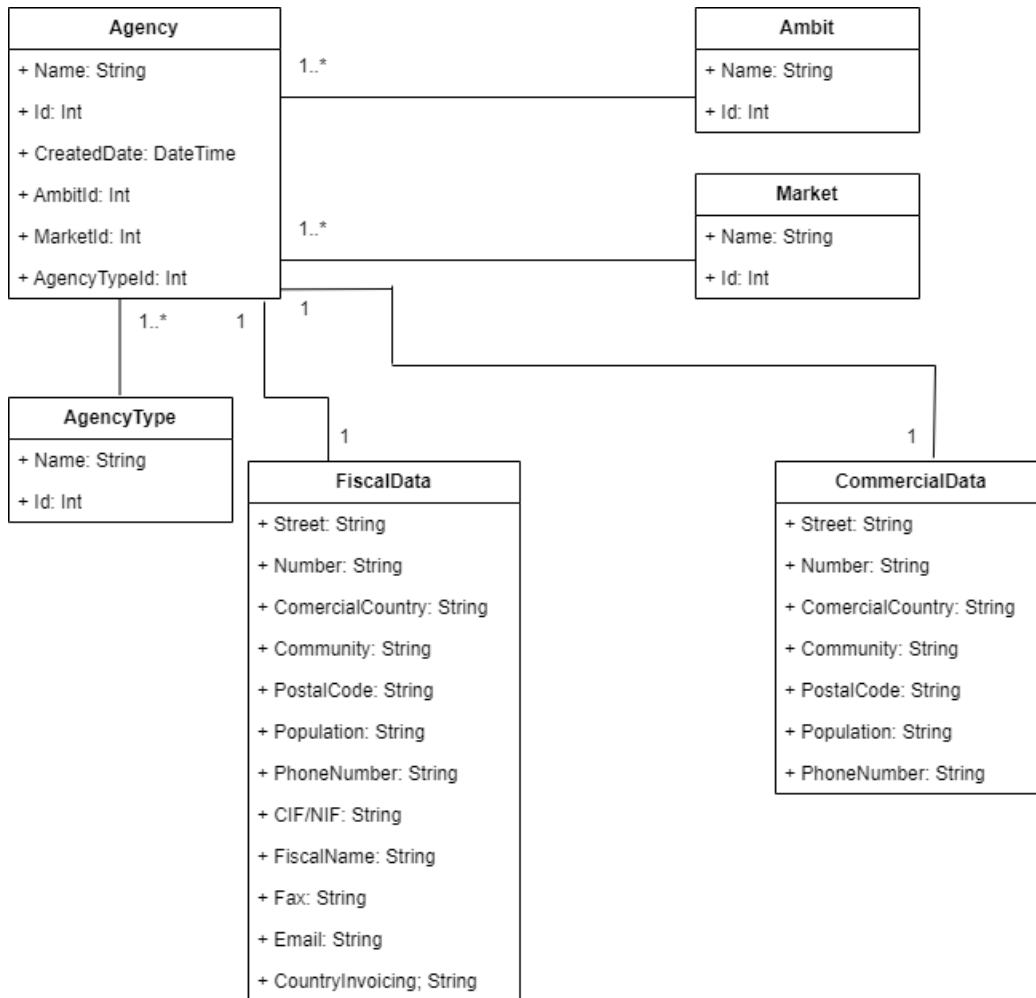 Agency
+ Name: String
+ Id: Int
+ CreatedDate: DateTime
+ AmbitId: Int
+ MarketId: Int
+ AgencyTypeId: Int
1..*
Ambit
+ Name: String
+ Id: Int
1..*
Market
+ Name: String
+ Id: Int
1..*
1
1
AgencyType
+ Name: String
+ Id: Int
1
FiscalData
+ Street: String
+ Number: String
+ ComercialCountry: String
+ Community: String
+ PostalCode: String
+ Population: String
+ PhoneNumber: String
+ CIF/NIF: String
+ FiscalName: String
+ Fax: String
+ Email: String
+ CountryInvoicing; String
1
CommercialData
+ Street: String
+ Number: String
+ ComercialCountry: String
+ Community: String
+ PostalCode: String
+ Population: String
+ PhoneNumber: String